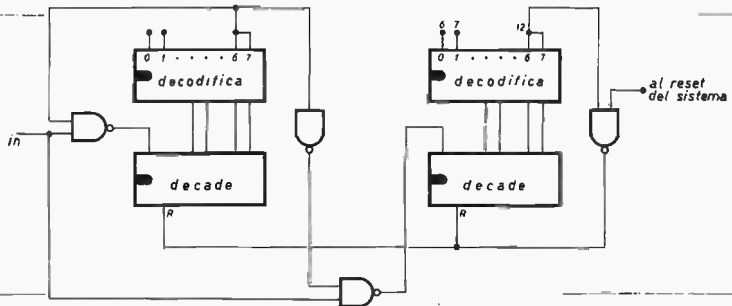 0 1 . . . . 6 7
decodifica
in
decade
R
6 7
12
0 1 . . . . 6 7
decodifica
al reset
del sistema
decade
R